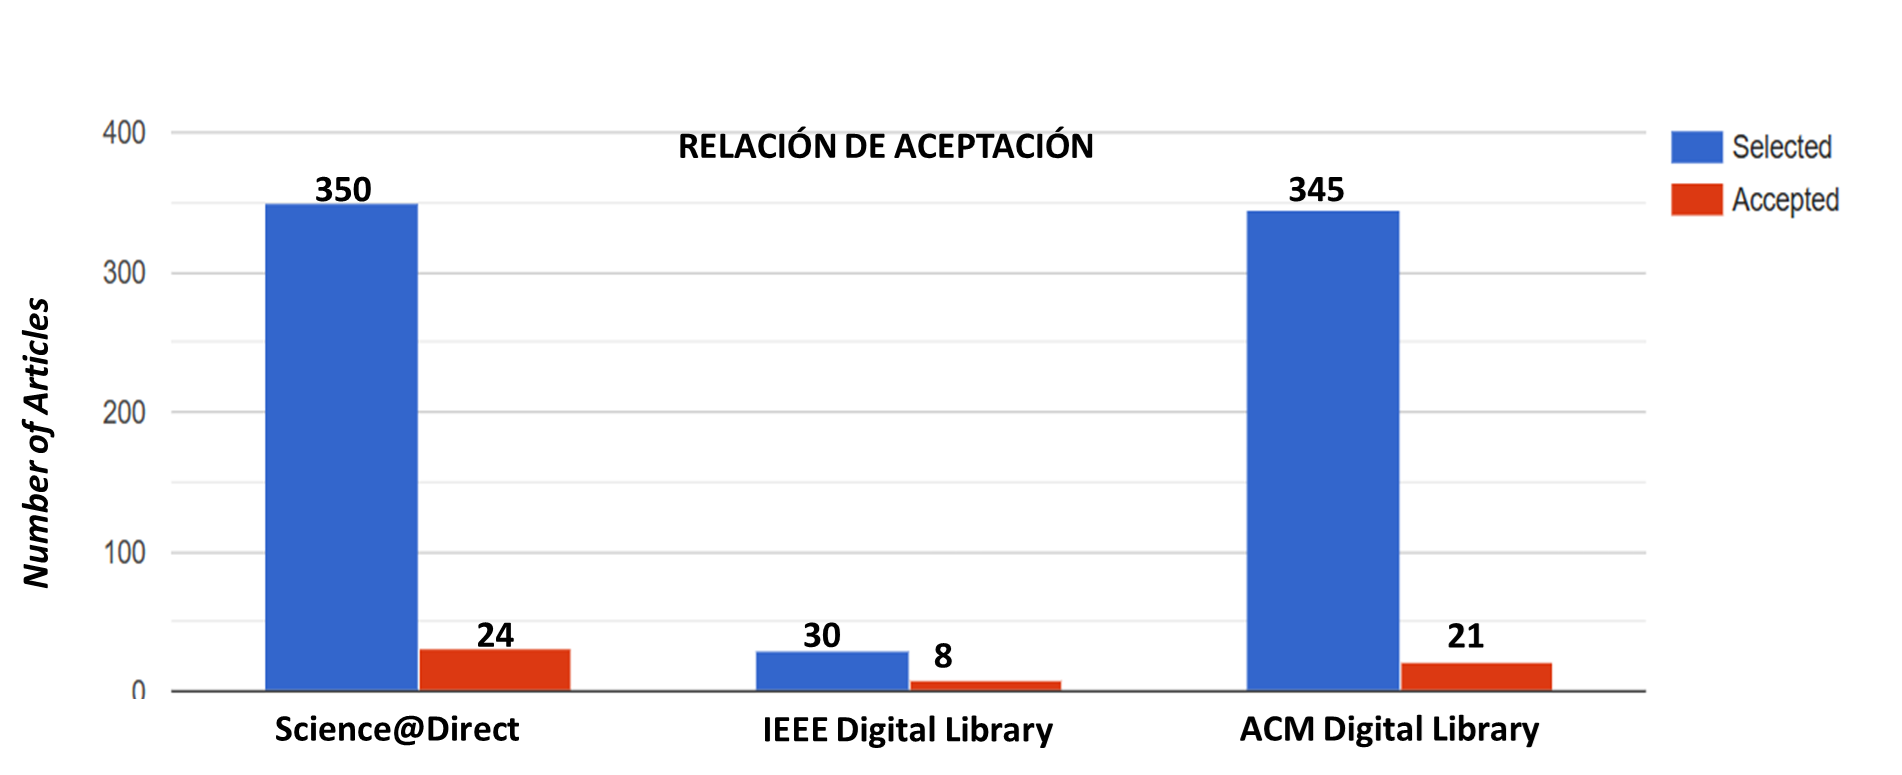 RELACIÓN DE ACEPTACIÓN
Number of Articles
400
300
200
100
0
350
24
30
8
345
21
Science@Direct
IEEE Digital Library
ACM Digital Library
Selected
Accepted